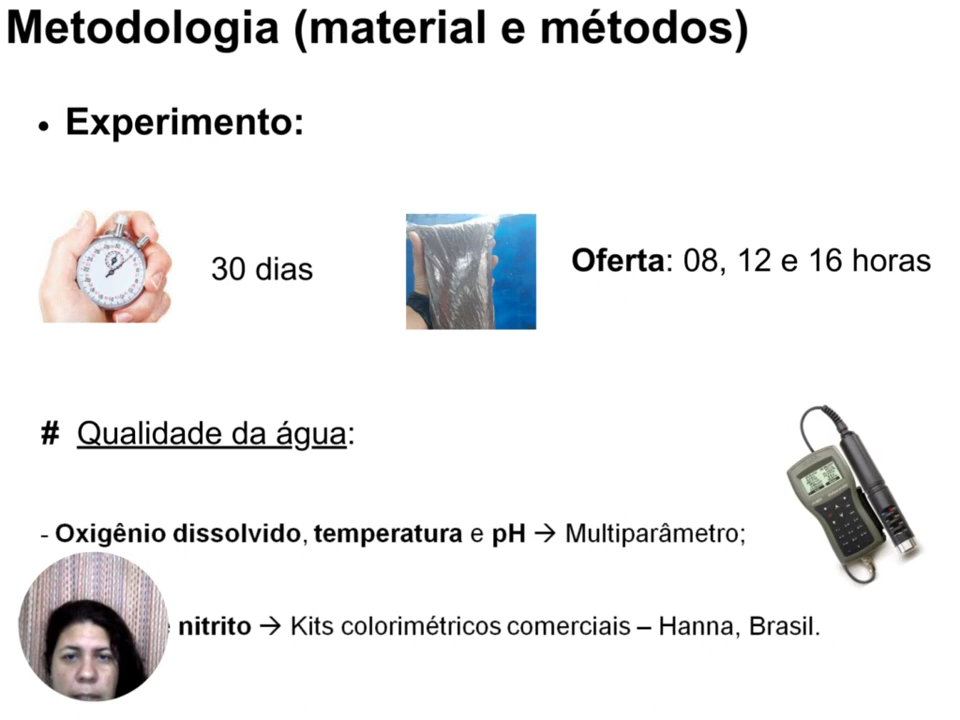 Metodologia (material e métodos)
• Experimento:
30 dias
Oferta: 08, 12 e 16 horas
# Qualidade da água:
- Oxigênio dissolvido, temperatura e pH → Multiparâmetro;
nitrito → Kits colorimétricos comerciais – Hanna, Brasil.